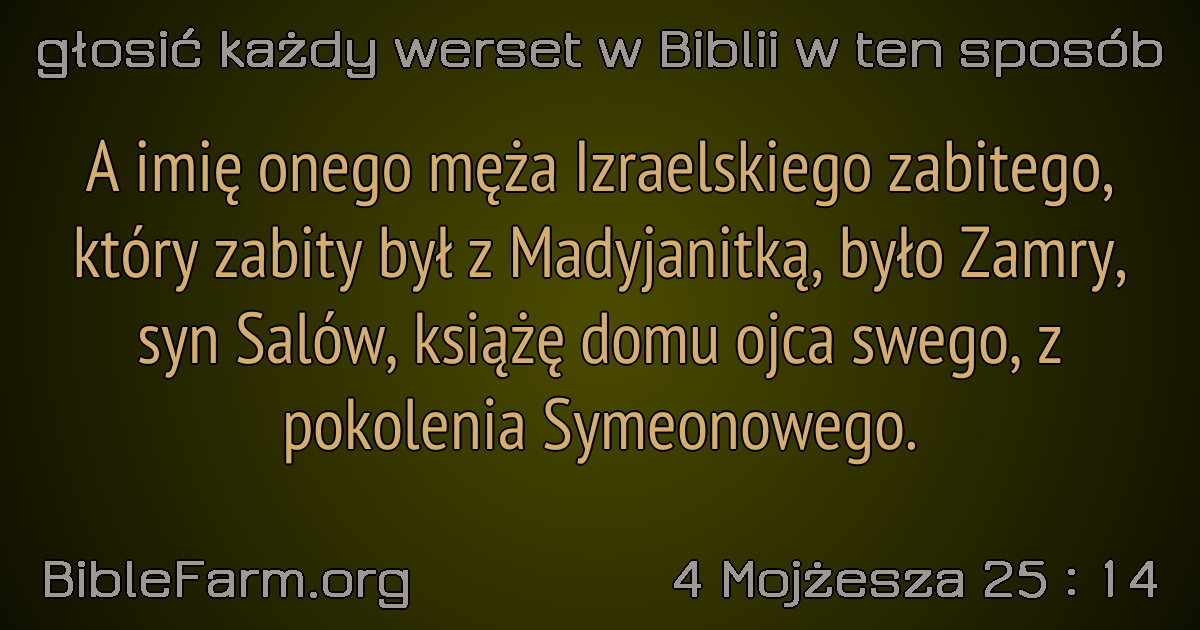 głosić każdy werset w Biblii w ten sposób
A imię onego męża Izraelskiego zabitego,
który zabity był z Madyjanitką, było Zamry,
syn Salów, książę domu ojca swego, z
pokolenia Symeonowego.
BibleFarm.org
4 Mojżesza 25 : 14